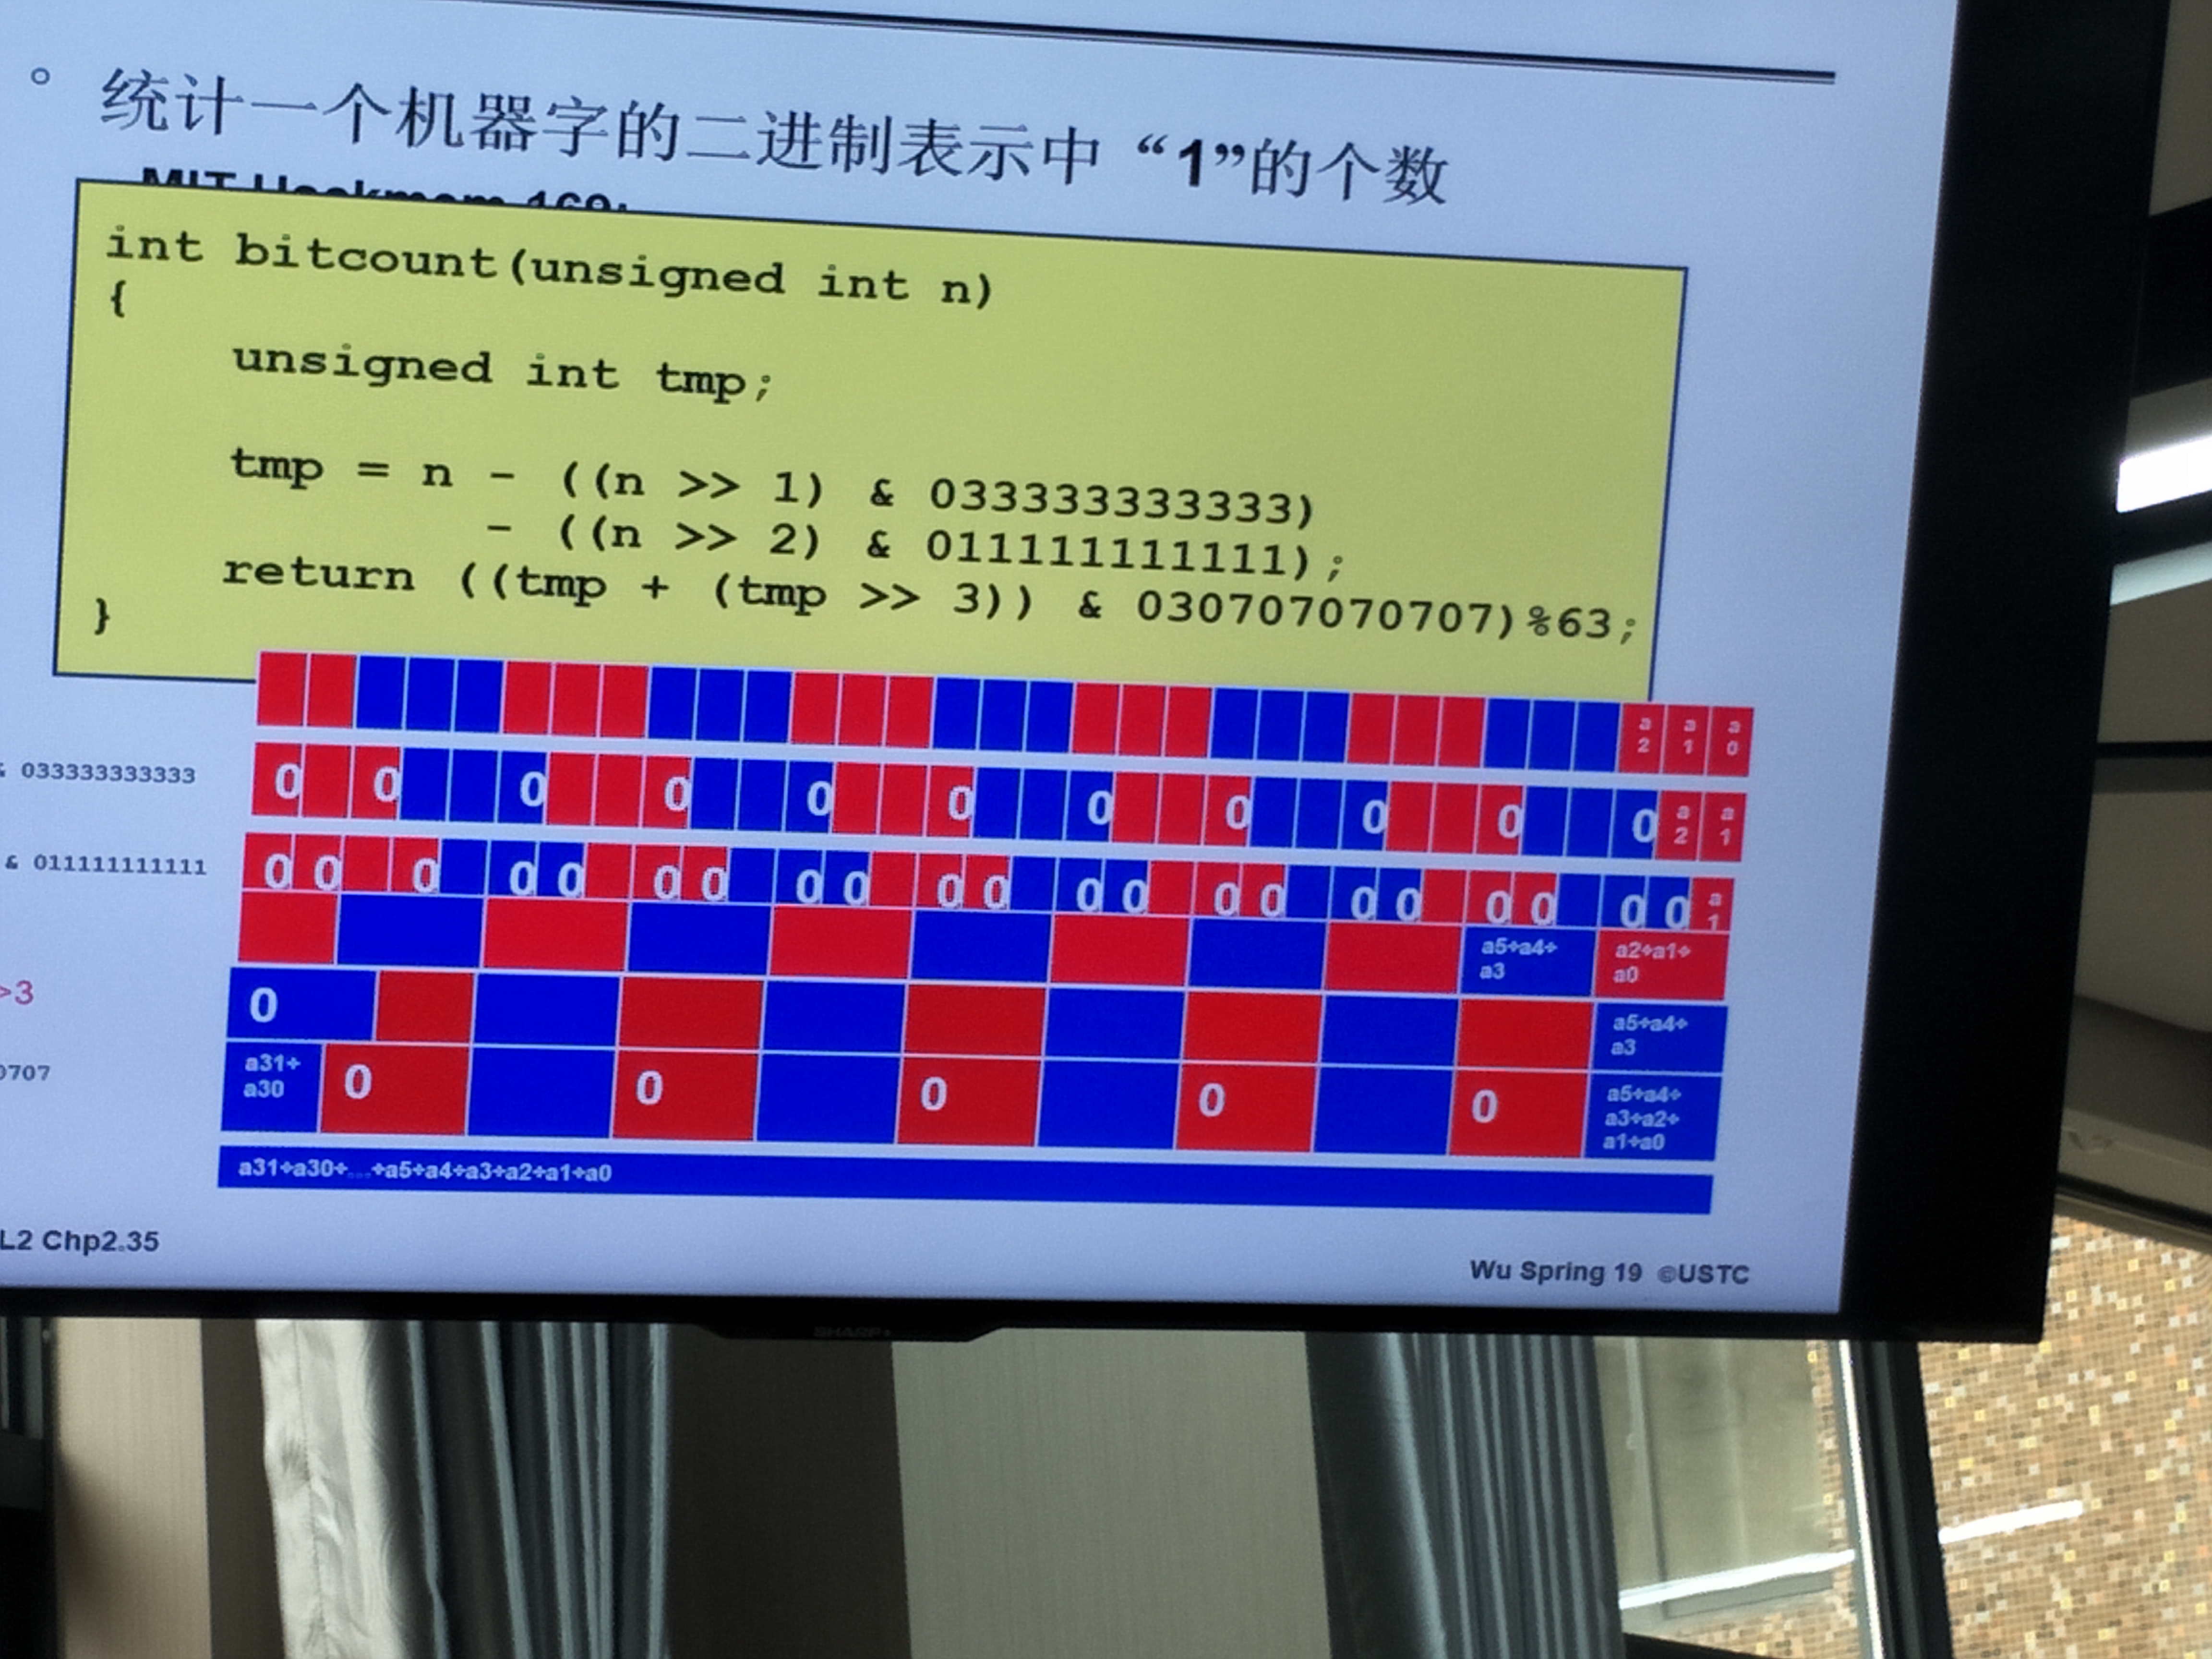 统计一个机器字的二进制表示中 “1”的个数
int bitcount(unsigned int n)
{
unsigned int tmp;
tmp = n - ((n >> 1) & 033333333333)
- ((n >> 2) & 011111111111);
return ((tmp + (tmp >> 3)) & 030707070707)%63;
}
a2 a1 a0
& 033333333333
0 0 0 0 0 0 0 0 0 0 0 a2 a1
& 011111111111
0 0 0 0 0 0 0 0 0 0 0 0 0 0 0 0 0 0 0 0 0 a1
a5+a4+
a3
a2+a1+
a0
>3
0
a5+a4+
a3
0707
a31+
a30
0 0 0 0 0
a5+a4+
a3+a2+
a1+a0
a31+a30+...+a5+a4+a3+a2+a1+a0
L2 Chp2.35
Wu Spring 19 ©USTC
SHARP